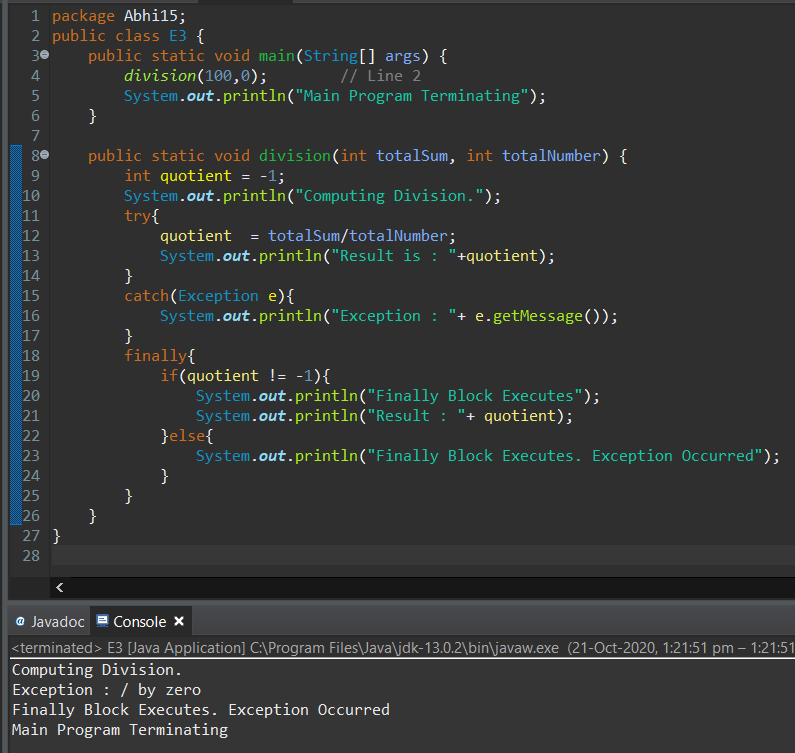 1 package Abhi15;
2 public class E3 {
3 public static void main(String[] args) {
4 division(100,0); // Line 2
5 System.out.println("Main Program Terminating");
6 }
7
8 public static void division(int totalSum, int totalNumber) {
9 int quotient = -1;
10 System.out.println("Computing Division.");
11 try{
12 quotient = totalSum/totalNumber;
13 System.out.println("Result is : "+quotient);
14 }
15 catch(Exception e){
16 System.out.println("Exception : "+ e.getMessage());
17 }
18 finally{
19 if(quotient != -1){
20 System.out.println("Finally Block Executes");
21 System.out.println("Result : "+ quotient);
22 }else{
23 System.out.println("Finally Block Executes. Exception Occurred");
24 }
25 }
26 }
27 }
28
@ Javadoc Console
<terminated> E3 [Java Application] C:\Program Files\Java\jdk-13.0.2\bin\javaw.exe (21-Oct-2020, 1:21:51 pm – 1:21:51
Computing Division.
Exception : / by zero
Finally Block Executes. Exception Occurred
Main Program Terminating